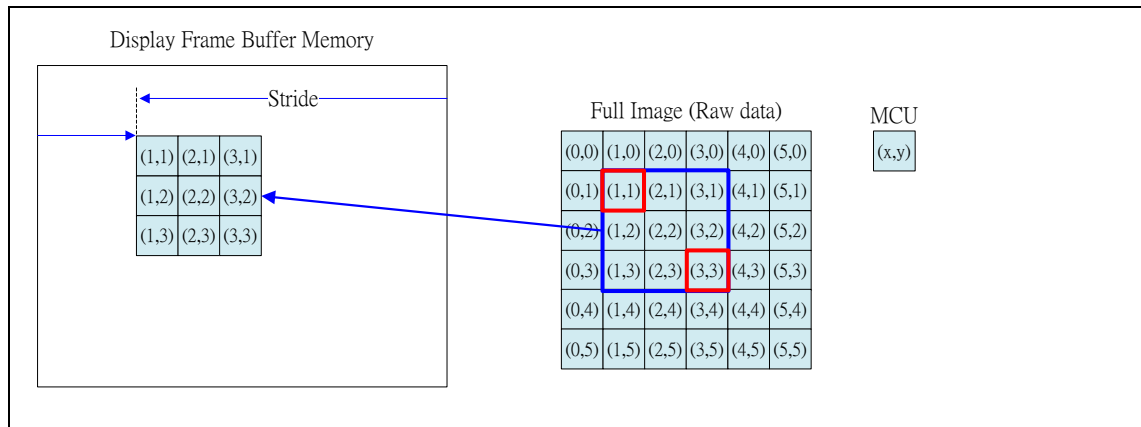 Display Frame Buffer Memory
Stride
(1,1) (2,1) (3,1)
(1,2) (2,2) (3,2)
(1,3) (2,3) (3,3)
Full Image (Raw data)
(0,0) (1,0) (2,0) (3,0) (4,0) (5,0)
(0,1) (1,1) (2,1) (3,1) (4,1) (5,1)
(0,2) (1,2) (2,2) (3,2) (4,2) (5,2)
(0,3) (1,3) (2,3) (3,3) (4,3) (5,3)
(0,4) (1,4) (2,4) (3,4) (4,4) (5,4)
(0,5) (1,5) (2,5) (3,5) (4,5) (5,5)
MCU
(x,y)